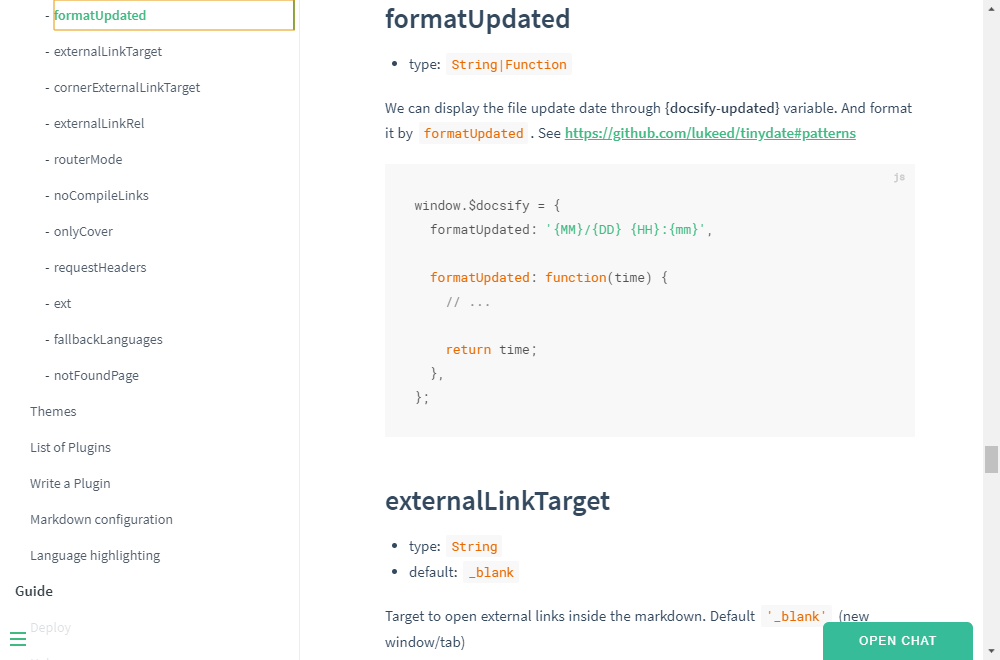 - formatUpdated
- externalLinkTarget
- cornerExternalLinkTarget
- externalLinkRel
- routerMode
- noCompileLinks
- onlyCover
- requestHeaders
- ext
- fallbackLanguages
- notFoundPage
Themes
List of Plugins
Write a Plugin
Markdown configuration
Language highlighting
Guide
Deploy
formatUpdated
type: String|Function
We can display the file update date through {docsify-updated} variable. And format
it by formatUpdated . See https://github.com/lukeed/tinydate#patterns
js
window.$docsify = {
  formatUpdated: '{MM}/{DD} {HH}:{mm}',
  formatUpdated: function(time) {
    // ...
    return time;
  },
};
externalLinkTarget
type: String
default: _blank
Target to open external links inside the markdown. Default '_blank' (new
window/tab)
OPEN CHAT